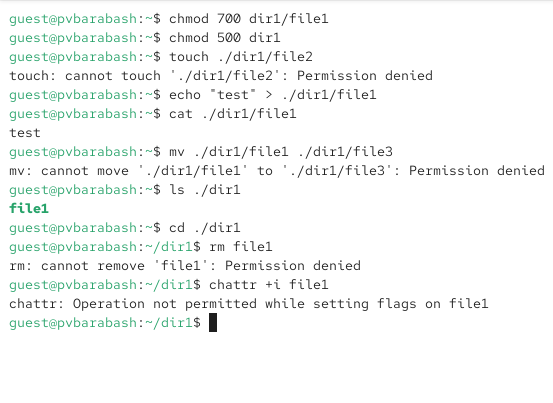 guest@pvbarabash:~$ chmod 700 dir1/file1
guest@pvbarabash:~$ chmod 500 dir1
guest@pvbarabash:~$ touch ./dir1/file2
touch: cannot touch './dir1/file2': Permission denied
guest@pvbarabash:~$ echo "test" > ./dir1/file1
guest@pvbarabash:~$ cat ./dir1/file1
test
guest@pvbarabash:~$ mv ./dir1/file1 ./dir1/file3
mv: cannot move './dir1/file1' to './dir1/file3': Permission denied
guest@pvbarabash:~$ ls ./dir1
file1
guest@pvbarabash:~$ cd ./dir1
guest@pvbarabash:~/dir1$ rm file1
rm: cannot remove 'file1': Permission denied
guest@pvbarabash:~/dir1$ chattr +i file1
chattr: Operation not permitted while setting flags on file1
guest@pvbarabash:~/dir1$